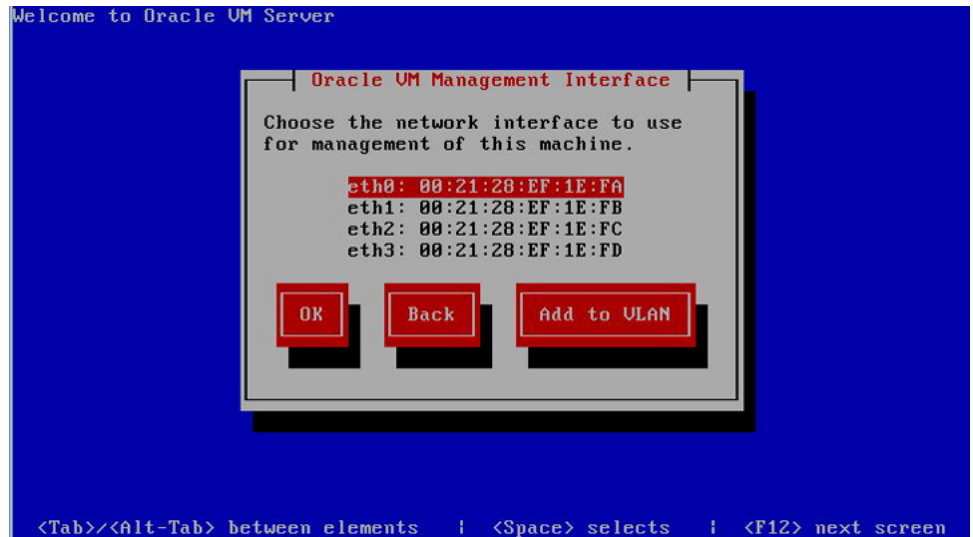 Welcome to Oracle VM Server
Oracle VM Management Interface
Choose the network interface to use
for management of this machine.
eth0: 00:21:28:EF:1E:FA
eth1: 00:21:28:EF:1E:FB
eth2: 00:21:28:EF:1E:FC
eth3: 00:21:28:EF:1E:FD
OK Back Add to VLAN
<Tab>/<Alt-Tab> between elements | <Space> selects | <F12> next screen